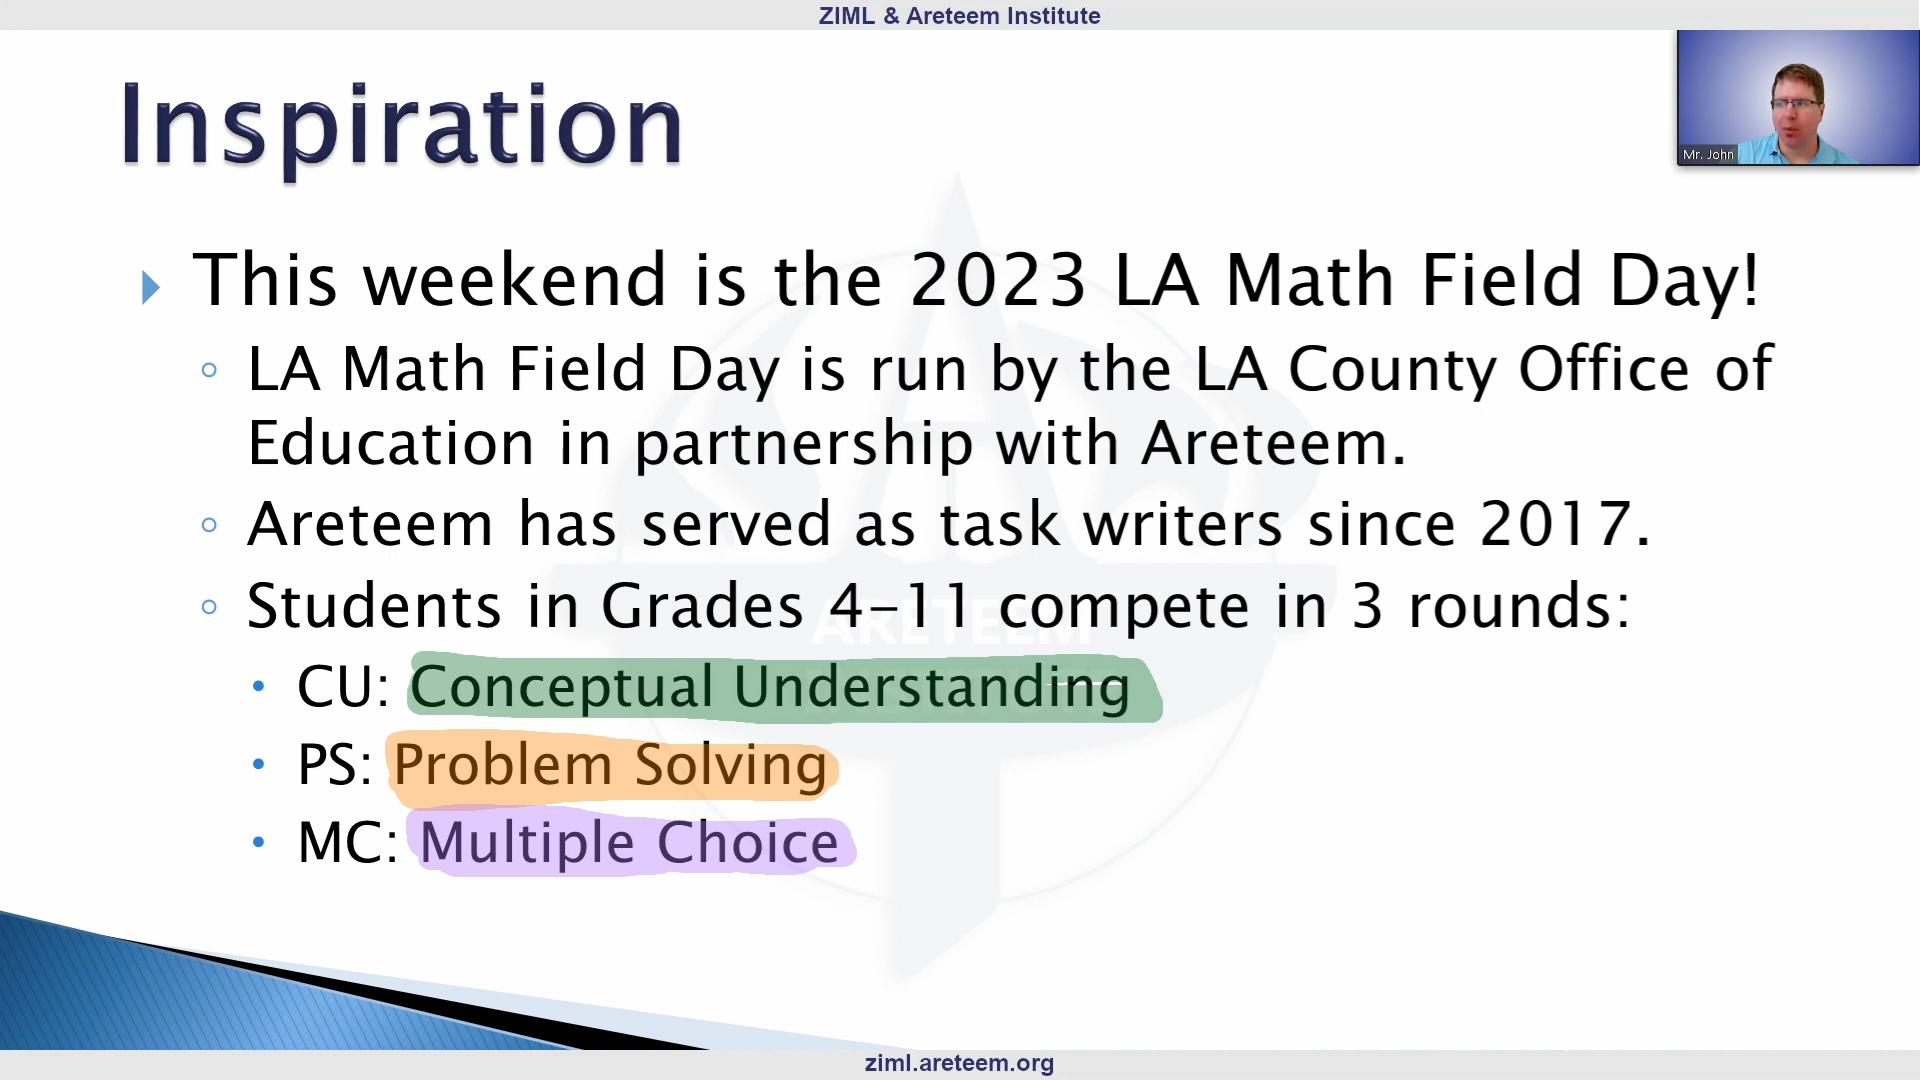 ZIML & Areteem Institute
Inspiration
Mr. John
This weekend is the 2023 LA Math Field Day!
LA Math Field Day is run by the LA County Office of
Education in partnership with Areteem.
Areteem has served as task writers since 2017.
Students in Grades 4-11 compete in 3 rounds:
ARETEEM
CU: Conceptual Understanding
PS: Problem Solving
MC: Multiple Choice
ziml.areteem.org